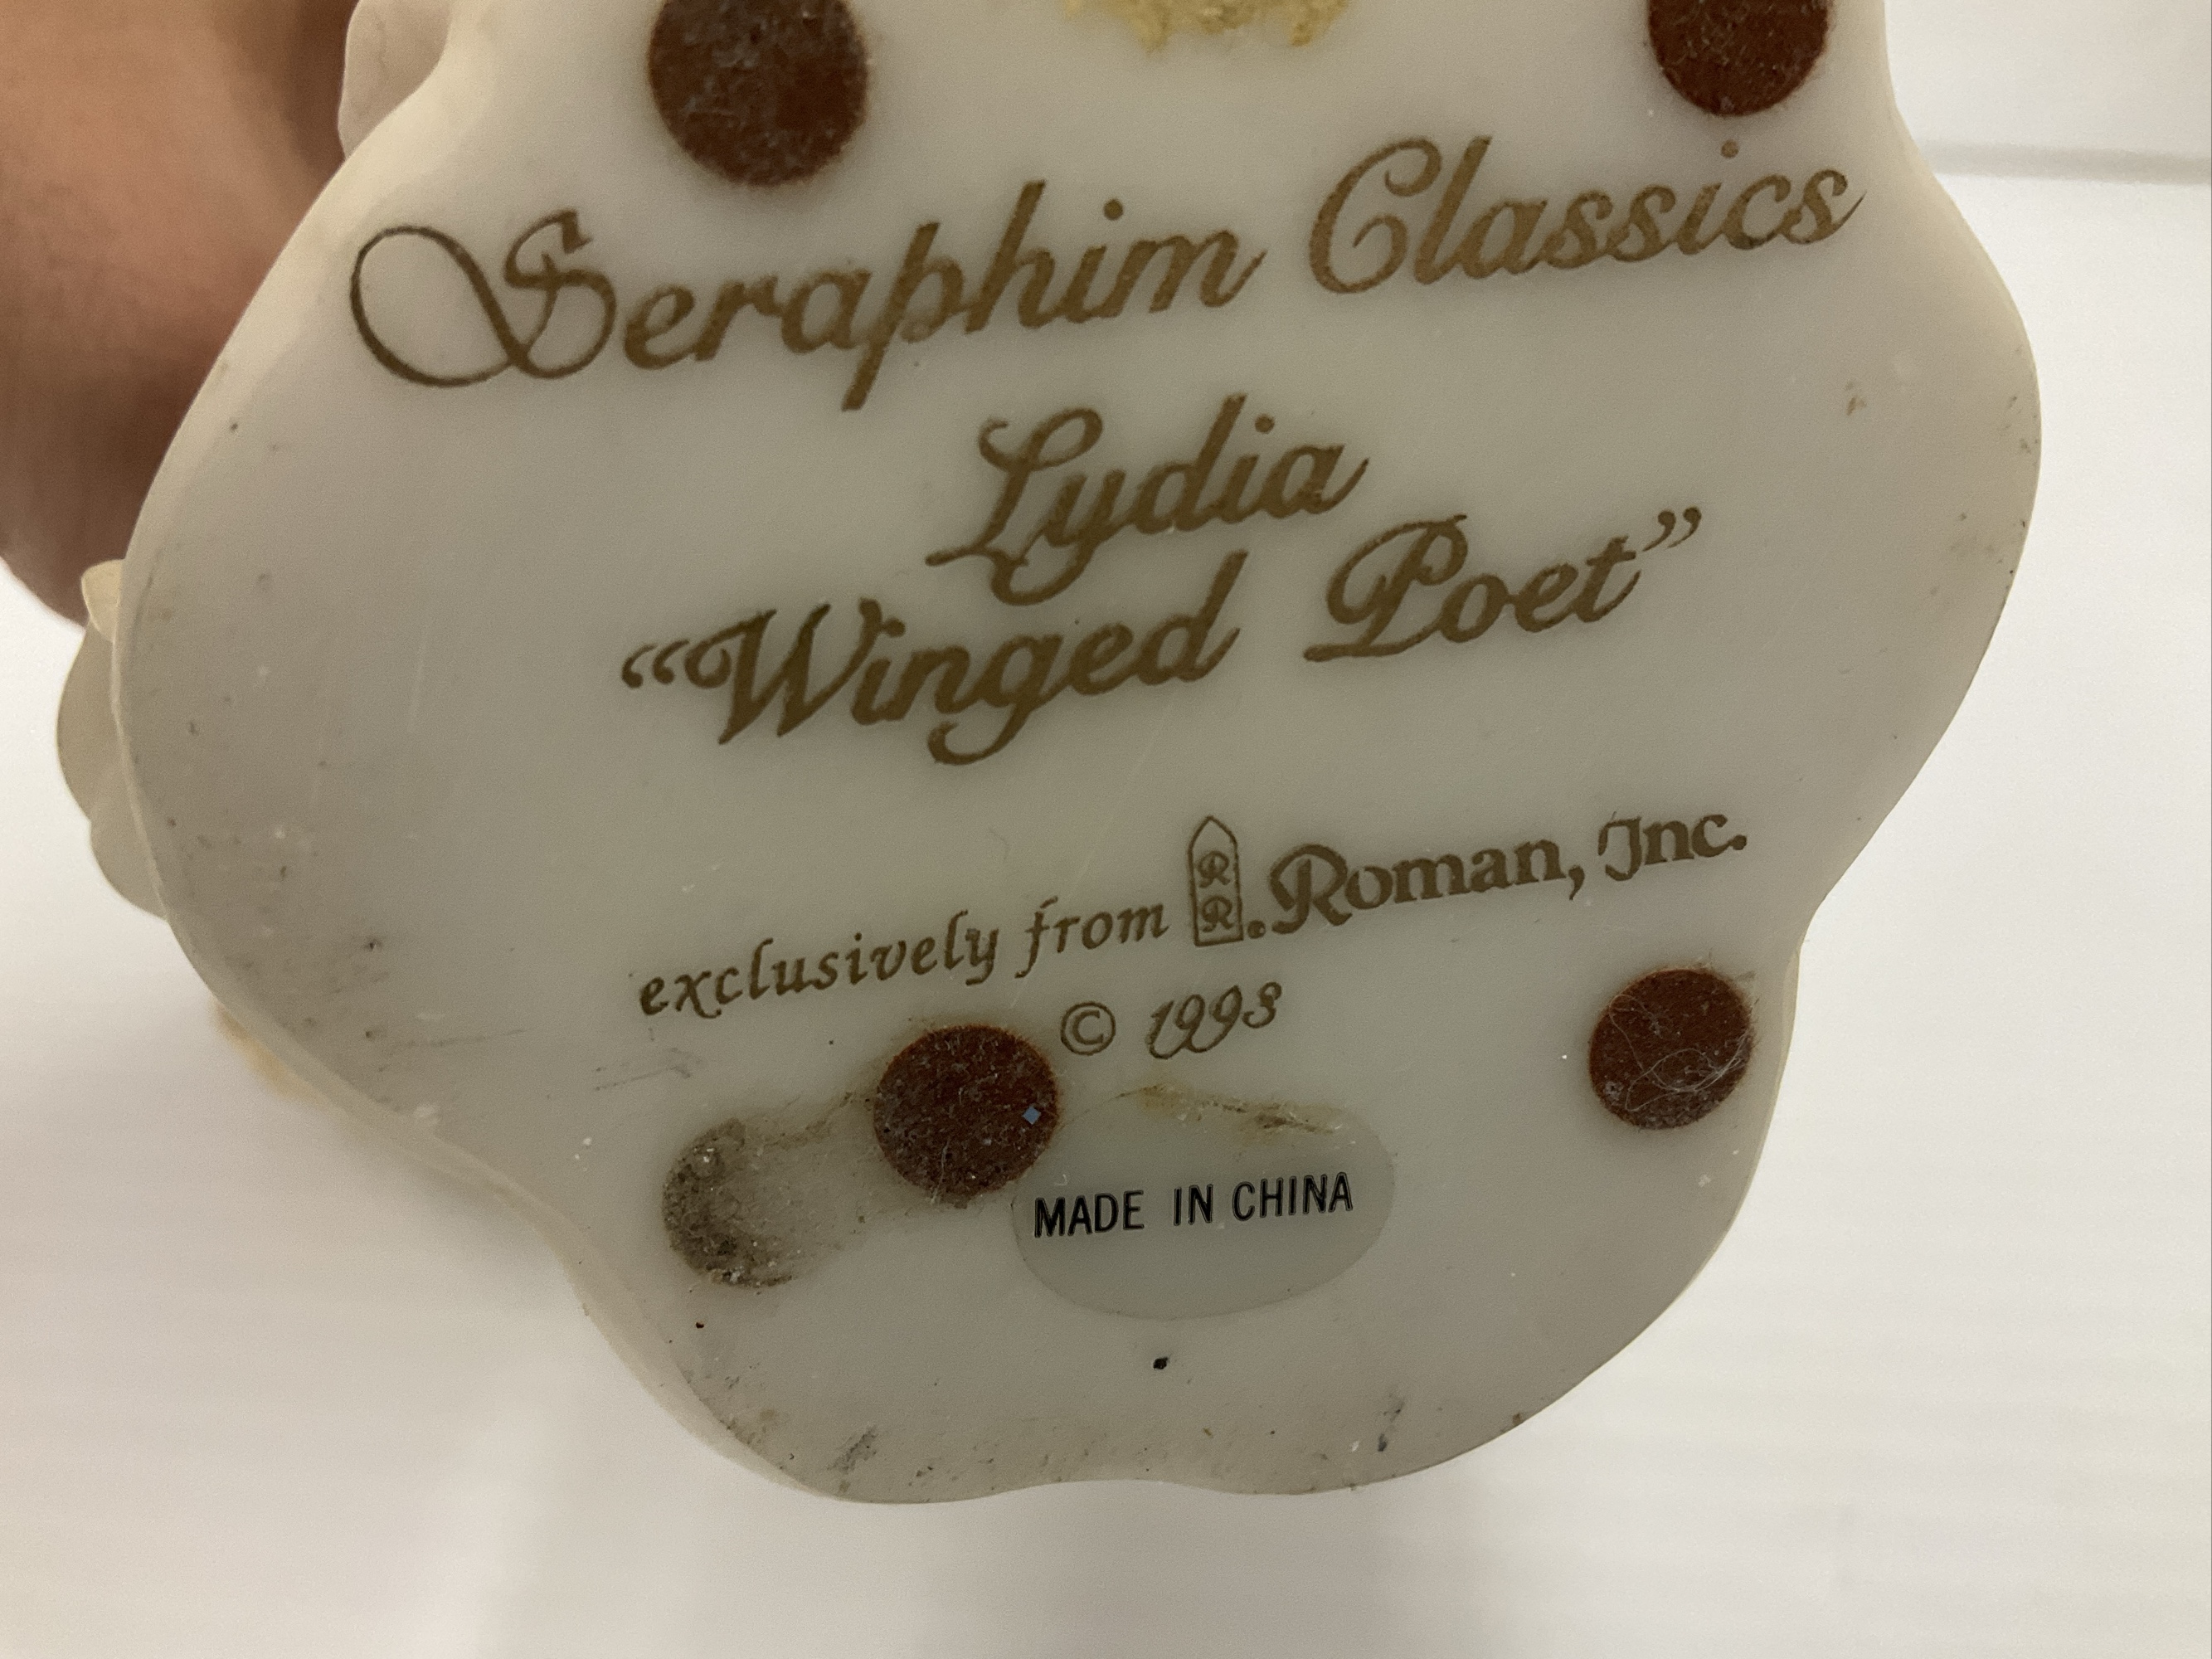 Seraphim Classics
Lydia
“Winged Poet”
exclusively from R R. Roman, Inc.
© 1993
MADE IN CHINA